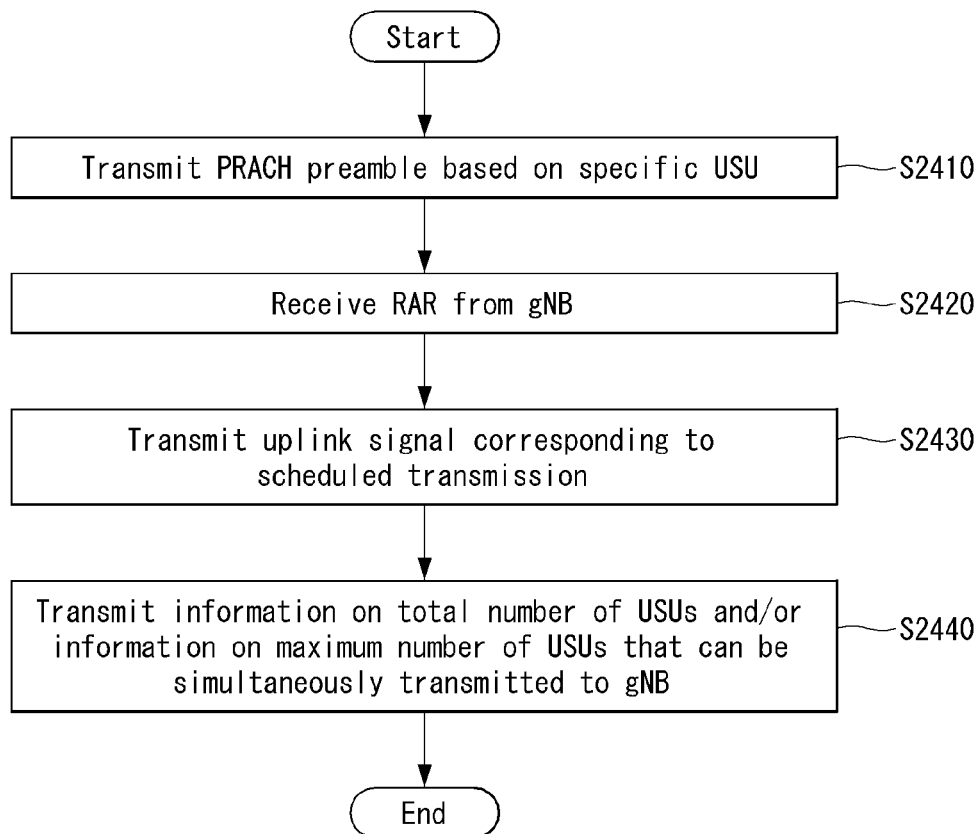 Start
Transmit PRACH preamble based on specific USU
S2410
Receive RAR from gNB
S2420
Transmit uplink signal corresponding to
scheduled transmission
S2430
Transmit information on total number of USUs and/or
information on maximum number of USUs that can be
simultaneously transmitted to gNB
S2440
End